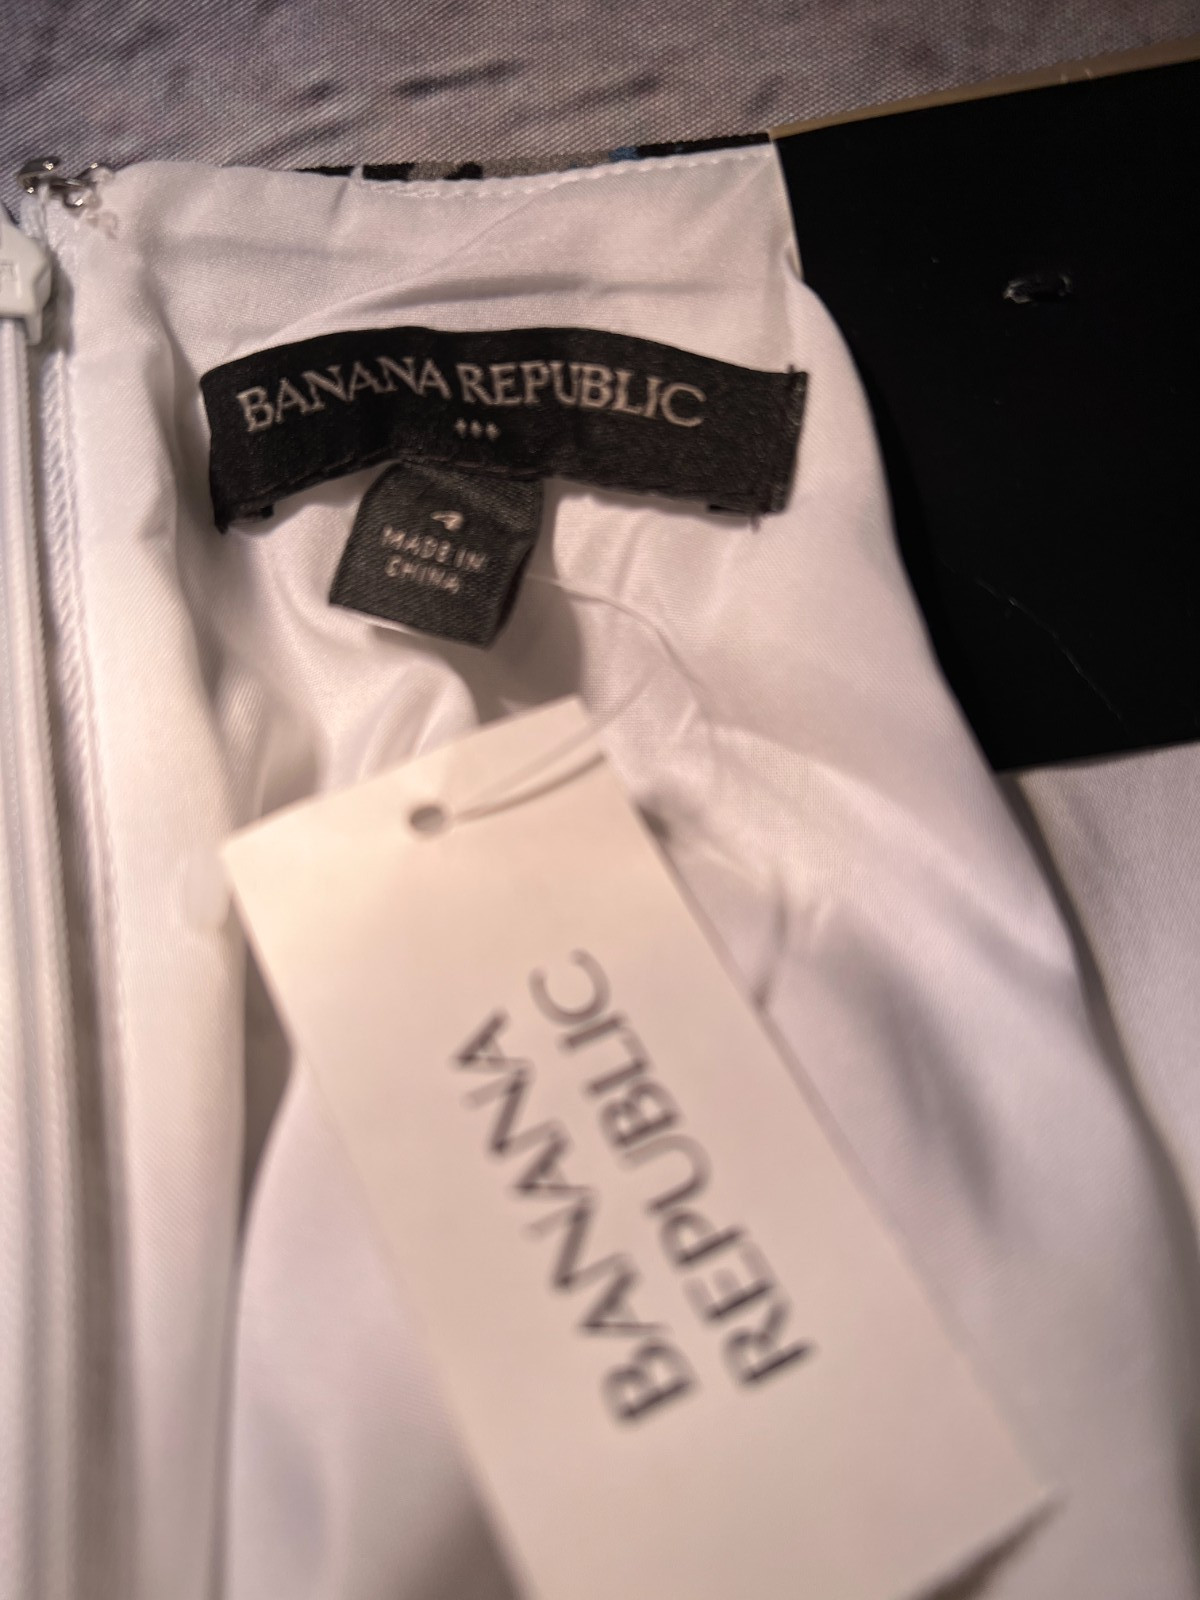 BANANA REPUBLIC
4
MADE IN
CHINA
BANANA
REPUBLIC